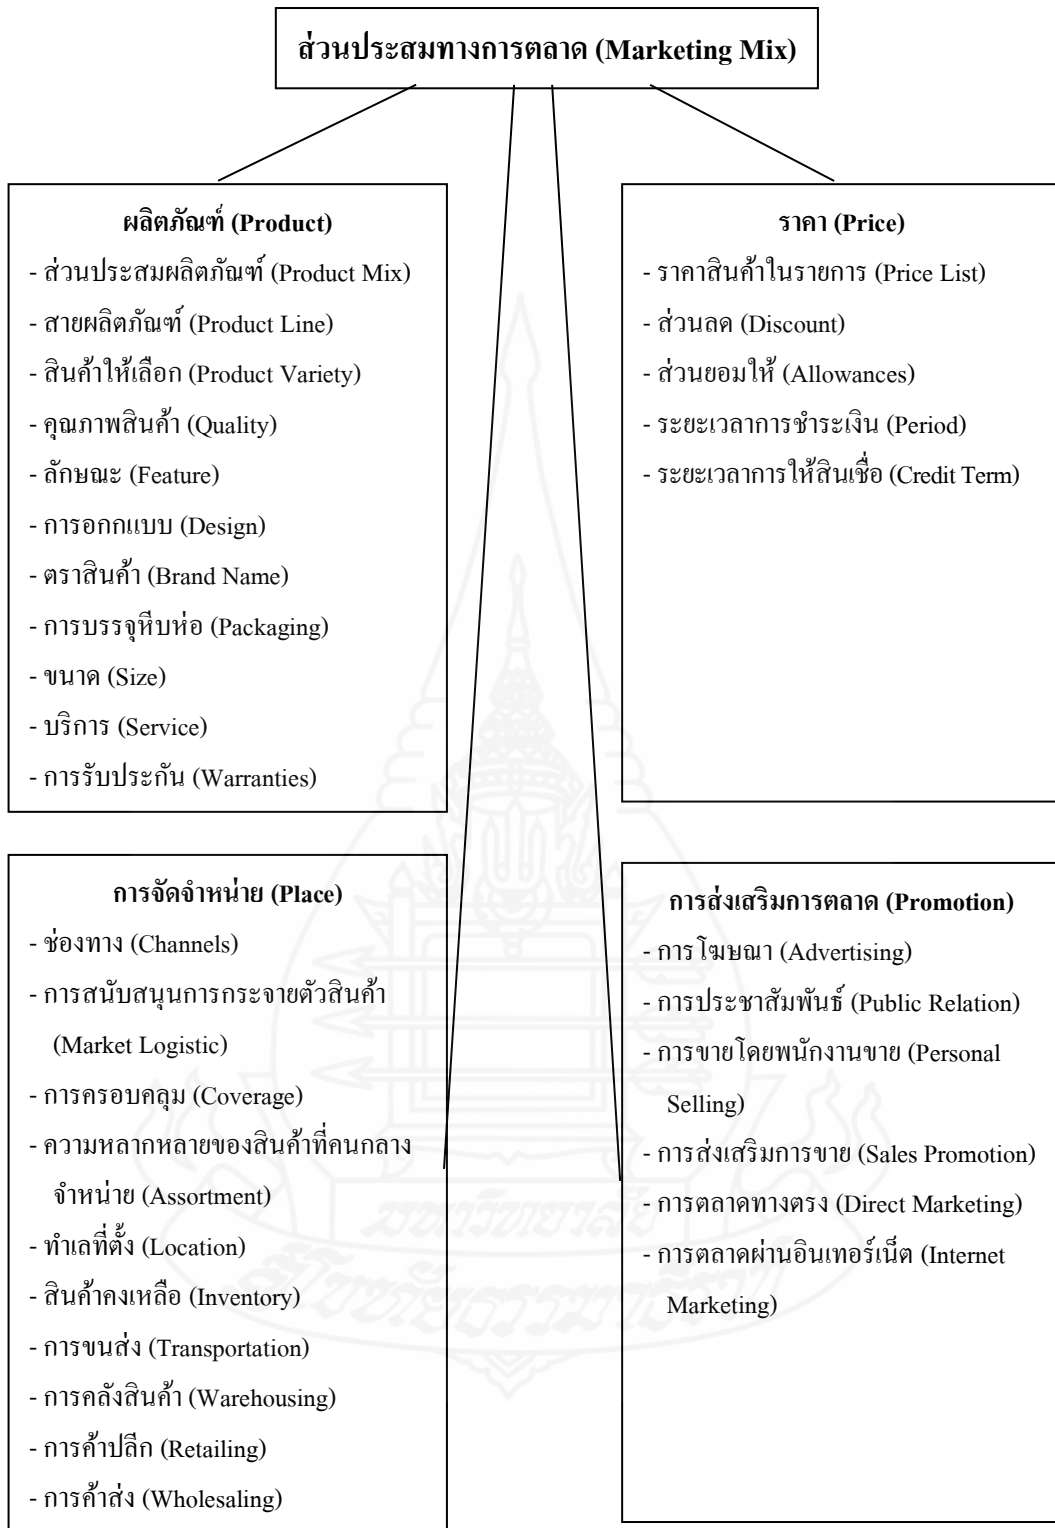 ส่วนประสมทางการตลาด (Marketing Mix)
ผลิตภัณฑ์ (Product)
- ส่วนประสมผลิตภัณฑ์ (Product Mix)
- สายผลิตภัณฑ์ (Product Line)
- สินค้าให้เลือก (Product Variety)
- คุณภาพสินค้า (Quality)
- ลักษณะ (Feature)
- การอกกแบบ (Design)
- ตราสินค้า (Brand Name)
- การบรรจุหีบห่อ (Packaging)
- ขนาด (Size)
- บริการ (Service)
- การรับประกัน (Warranties)
ราคา (Price)
- ราคาสินค้าในรายการ (Price List)
- ส่วนลด (Discount)
- ส่วนยอมให้ (Allowances)
- ระยะเวลาการชำระเงิน (Period)
- ระยะเวลาการให้สินเชื่อ (Credit Term)
การจัดจำหน่าย (Place)
- ช่องทาง (Channels)
- การสนับสนุนการกระจายตัวสินค้า
(Market Logistic)
- การครอบคลุม (Coverage)
- ความหลากหลายของสินค้าที่คนกลาง
จำหน่าย (Assortment)
- ทำเลที่ตั้ง (Location)
- สินค้าคงเหลือ (Inventory)
- การขนส่ง (Transportation)
- การคลังสินค้า (Warehousing)
- การค้าปลีก (Retailing)
- การค้าส่ง (Wholesaling)
การส่งเสริมการตลาด (Promotion)
- การโฆษณา (Advertising)
- การประชาสัมพันธ์ (Public Relation)
- การขายโดยพนักงานขาย (Personal
Selling)
- การส่งเสริมการขาย (Sales Promotion)
- การตลาดทางตรง (Direct Marketing)
- การตลาดผ่านอินเทอร์เน็ต (Internet
Marketing)
มหาวิทยาลัย
สุโขทัยธรรมาธิราช